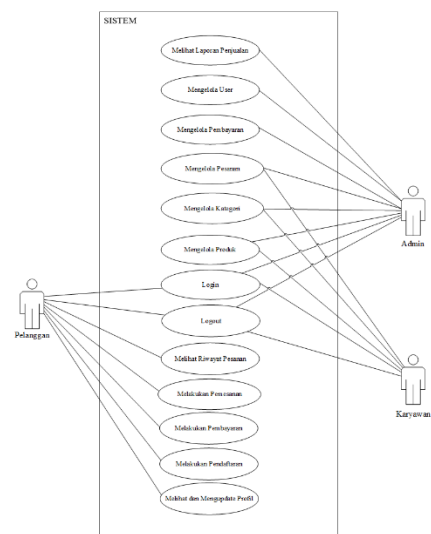 SISTEM
Melihat Laporan Penjualan
Mengelola User
Mengelola Pembayaran
Mengelola Pesanan
Mengelola Kategori
Admin
Mengelola Produk
Login
Logout
Pelanggan
Melihat Riwayat Pesanan
Melakukan Pemesanan
Karyawan
Melakukan Pembayaran
Melakukan Pendaftaran
Melihat dan Mengupdate Profil